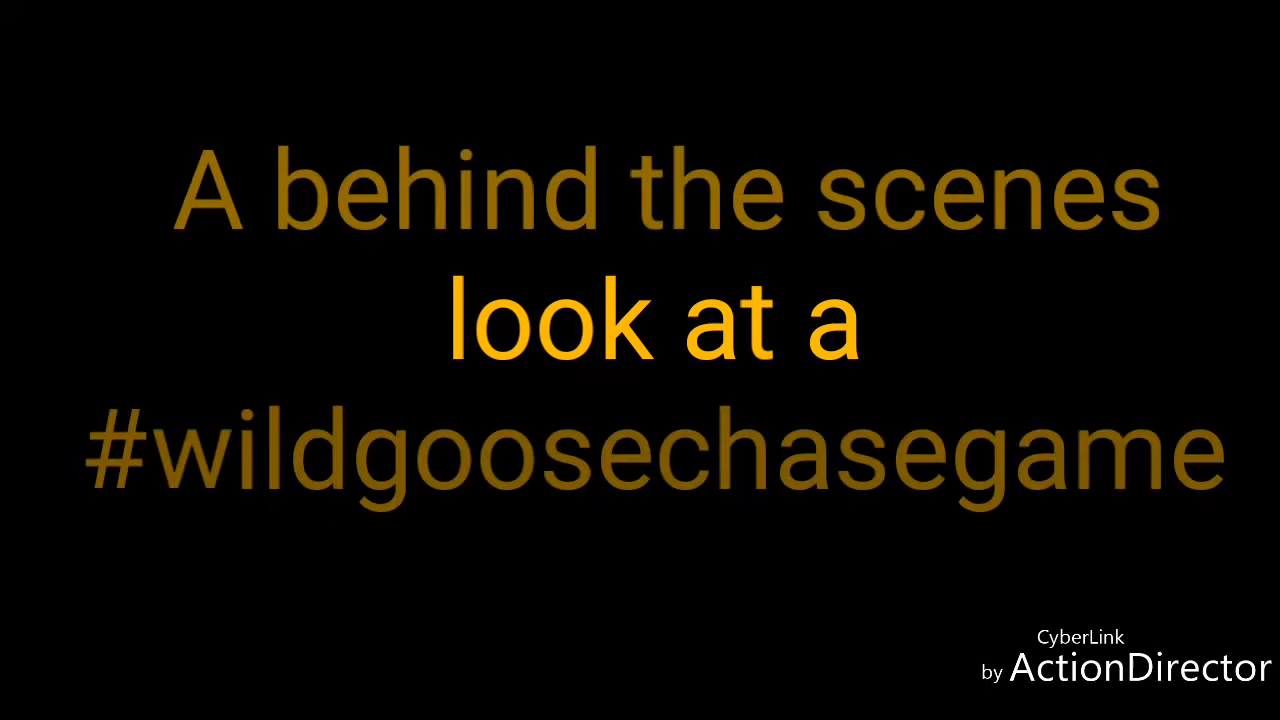 A behind the scenes
look at a
#wildgoosechasegame
CyberLink
by ActionDirector